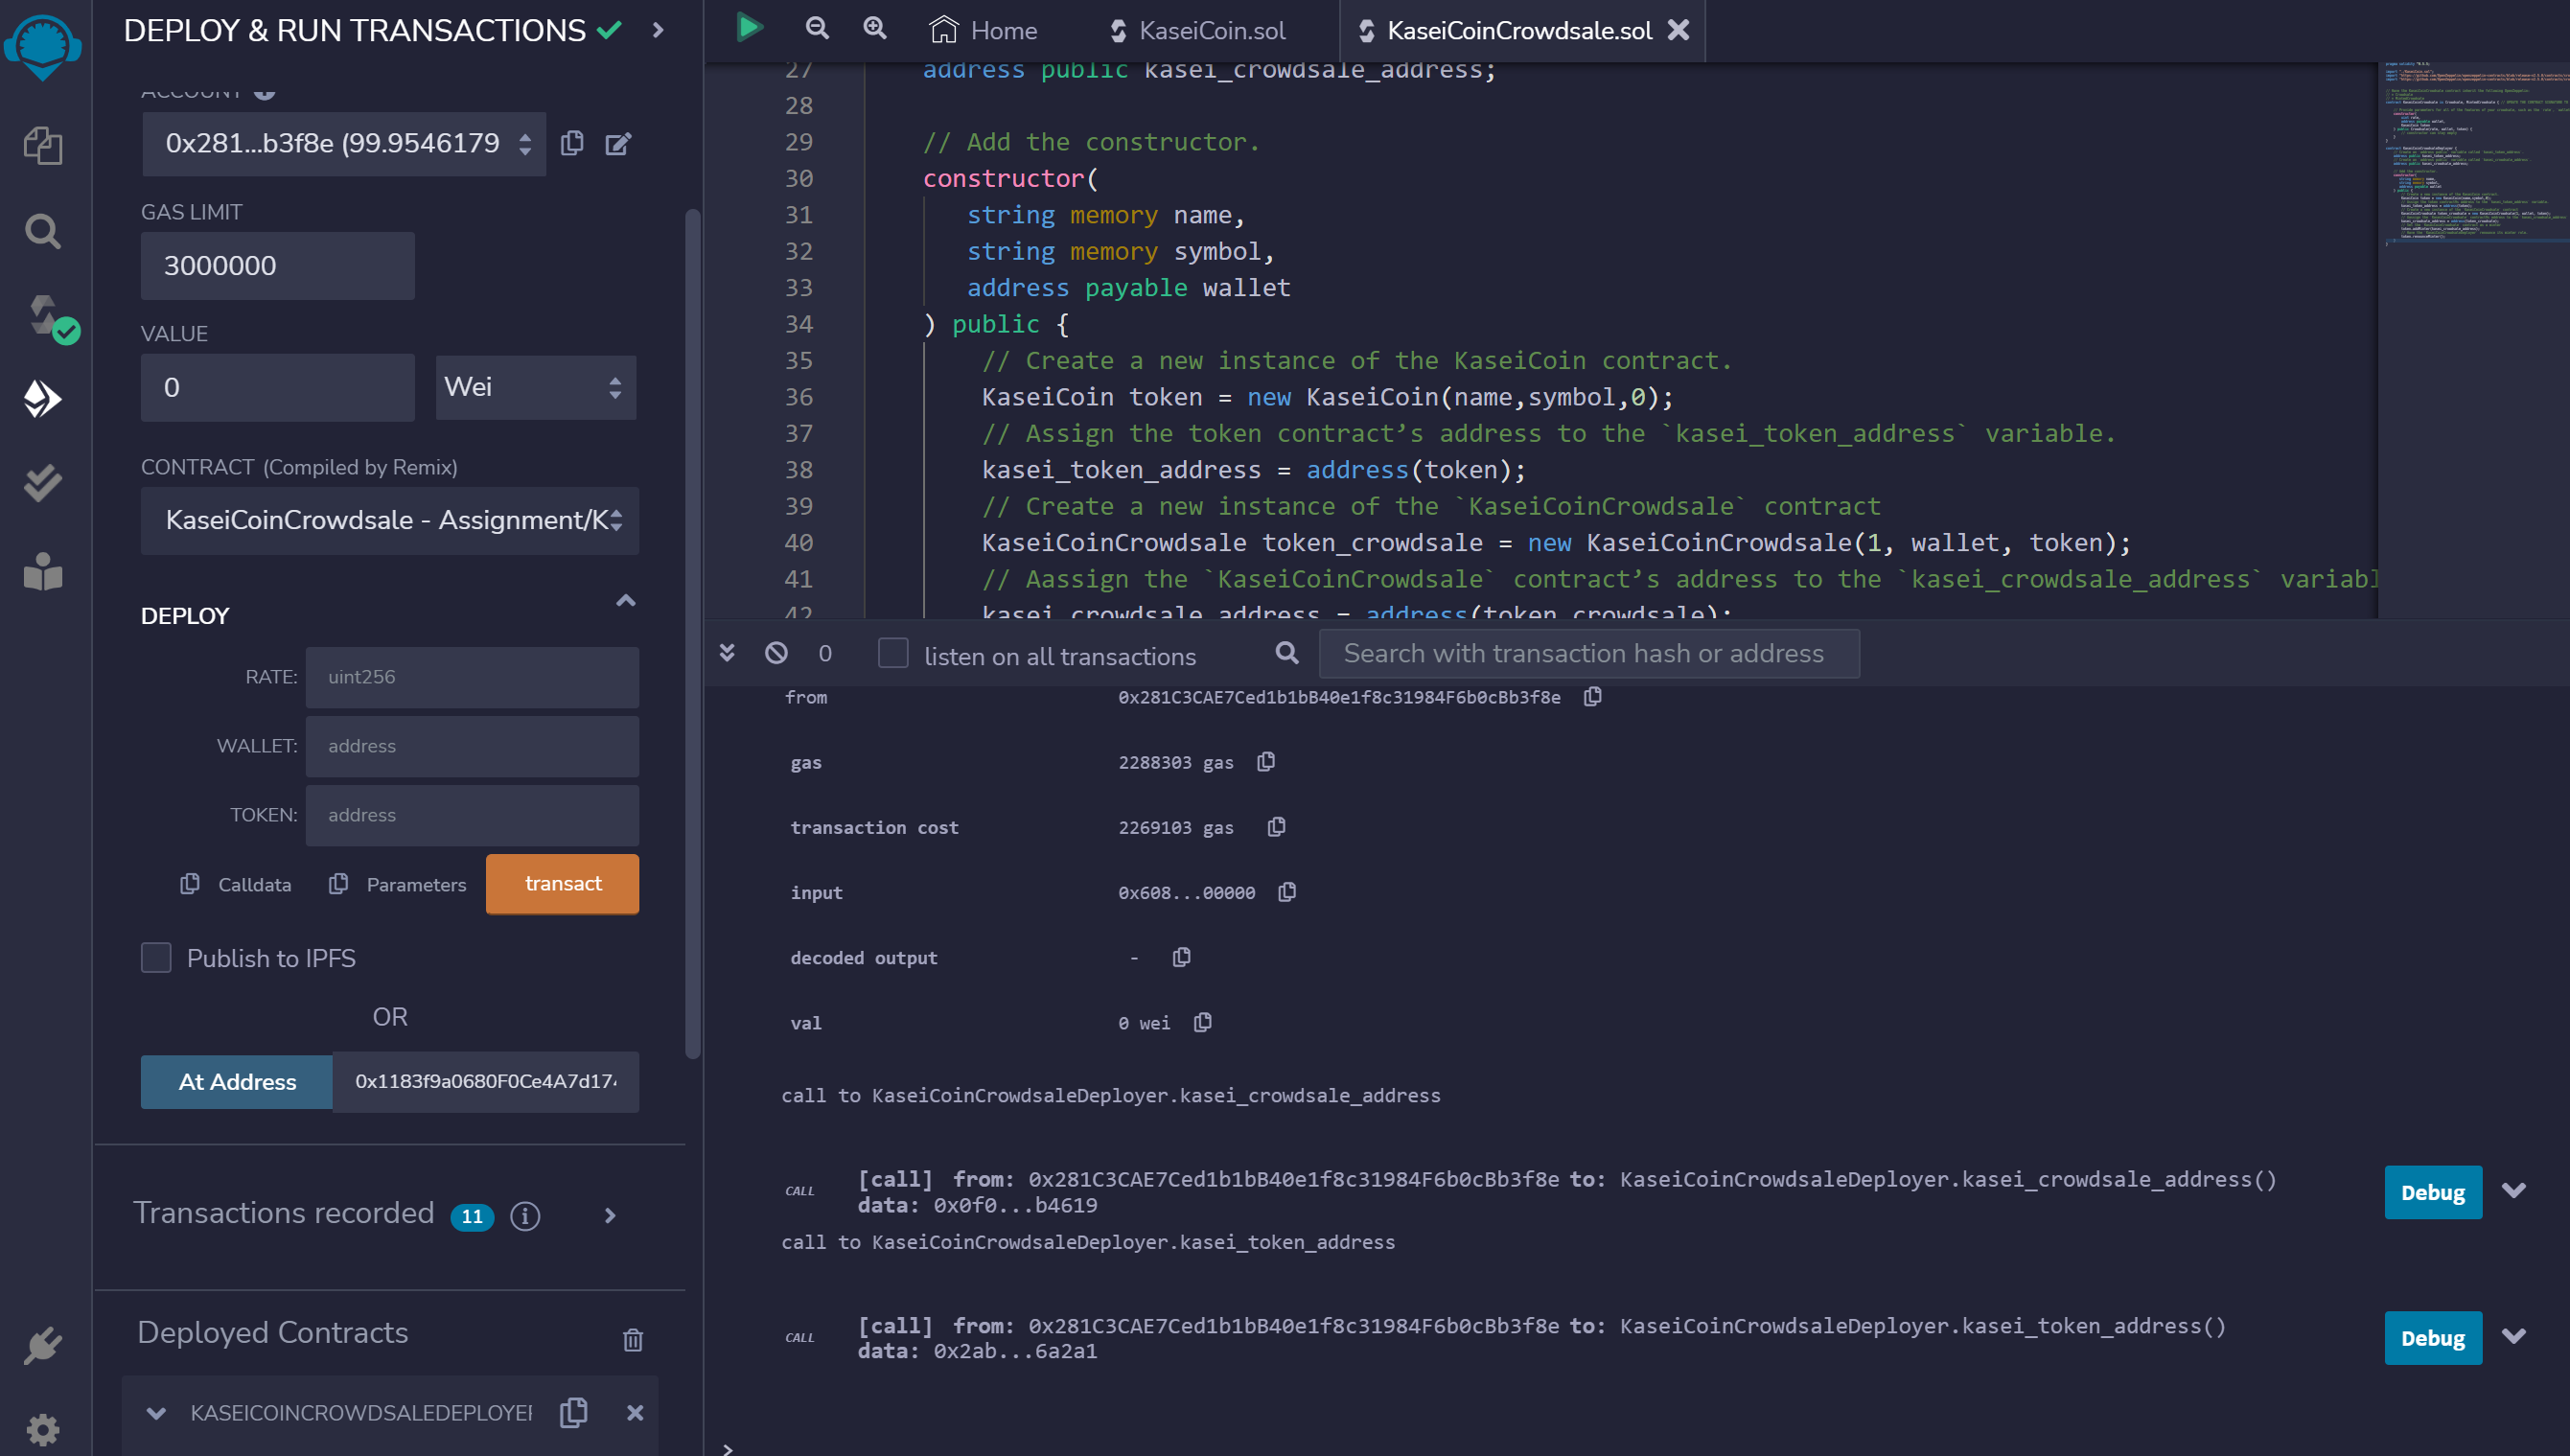 DEPLOY & RUN TRANSACTIONS
ACCOUNT
0x281...b3f8e (99.9546179
GAS LIMIT
3000000
VALUE
0
Wei
CONTRACT (Compiled by Remix)
KaseiCoinCrowdsale - Assignment/K
DEPLOY
RATE: uint256
WALLET: address
TOKEN: address
Calldata Parameters transact
Publish to IPFS
OR
At Address 0x1183f9a0680F0Ce4A7d17
Transactions recorded 11 i
Deployed Contracts
KASEICOINCROWDSALEDEPLOYER
Home KaseiCoin.sol KaseiCoinCrowdsale.sol
27 address public kasei_crowdsale_address;
28
29 // Add the constructor.
30 constructor(
31 string memory name,
32 string memory symbol,
33 address payable wallet
34 ) public {
35 // Create a new instance of the KaseiCoin contract.
36 KaseiCoin token = new KaseiCoin(name,symbol,0);
37 // Assign the token contract’s address to the `kasei_token_address` variable.
38 kasei_token_address = address(token);
39 // Create a new instance of the `KaseiCoinCrowdsale` contract
40 KaseiCoinCrowdsale token_crowdsale = new KaseiCoinCrowdsale(1, wallet, token);
41 // Aassign the `KaseiCoinCrowdsale` contract’s address to the `kasei_crowdsale_address` variabl
42 kasei_crowdsale_address = address(token_crowdsale);
0 listen on all transactions Search with transaction hash or address
from 0x281C3CAE7Ced1b1bB40e1f8c31984F6b0cBb3f8e
gas 2288303 gas
transaction cost 2269103 gas
input 0x608...00000
decoded output -
val 0 wei
call to KaseiCoinCrowdsaleDeployer.kasei_crowdsale_address
CALL [call] from: 0x281C3CAE7Ced1b1bB40e1f8c31984F6b0cBb3f8e to: KaseiCoinCrowdsaleDeployer.kasei_crowdsale_address()
data: 0x0f0...b4619
Debug
call to KaseiCoinCrowdsaleDeployer.kasei_token_address
CALL [call] from: 0x281C3CAE7Ced1b1bB40e1f8c31984F6b0cBb3f8e to: KaseiCoinCrowdsaleDeployer.kasei_token_address()
data: 0x2ab...6a2a1
Debug
>